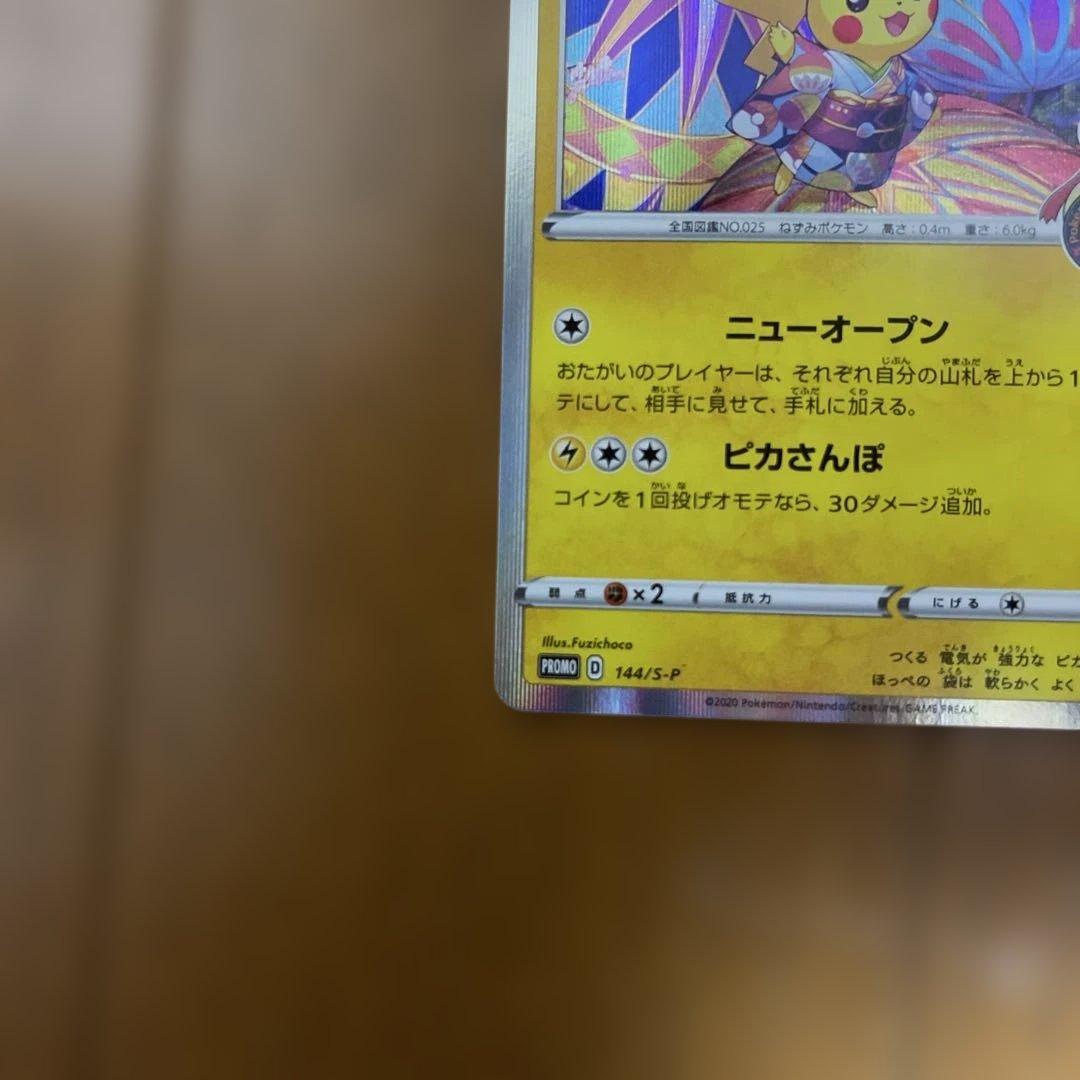 全国図鑑NO.025 ねずみポケモン 高さ:0.4m 重さ:6.0kg
ニューオープン
おたがいのプレイヤーは、それぞれ自分の山札を上から1
テにして、相手に見せて、手札に加える。
ピカさんぽ
コインを1回投げオモテなら、30ダメージ追加。
弱点 ×2 抵抗力 にげる
Illus.Fuzichoco
PROMO D 144/S-P
つくる 電気が 強力な ピカ
ほっぺの 袋は 軟らかく よく
©2020 Pokémon/Nintendo/Creatures/GAME FREAK.